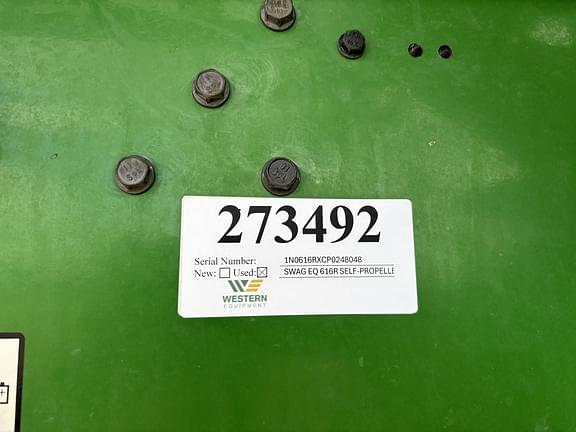 273492
Serial Number: 1N0616RXCP0248048
New: Used: SWAG EQ 616R SELF-PROPELLE
WESTERN
EQUIPMENT